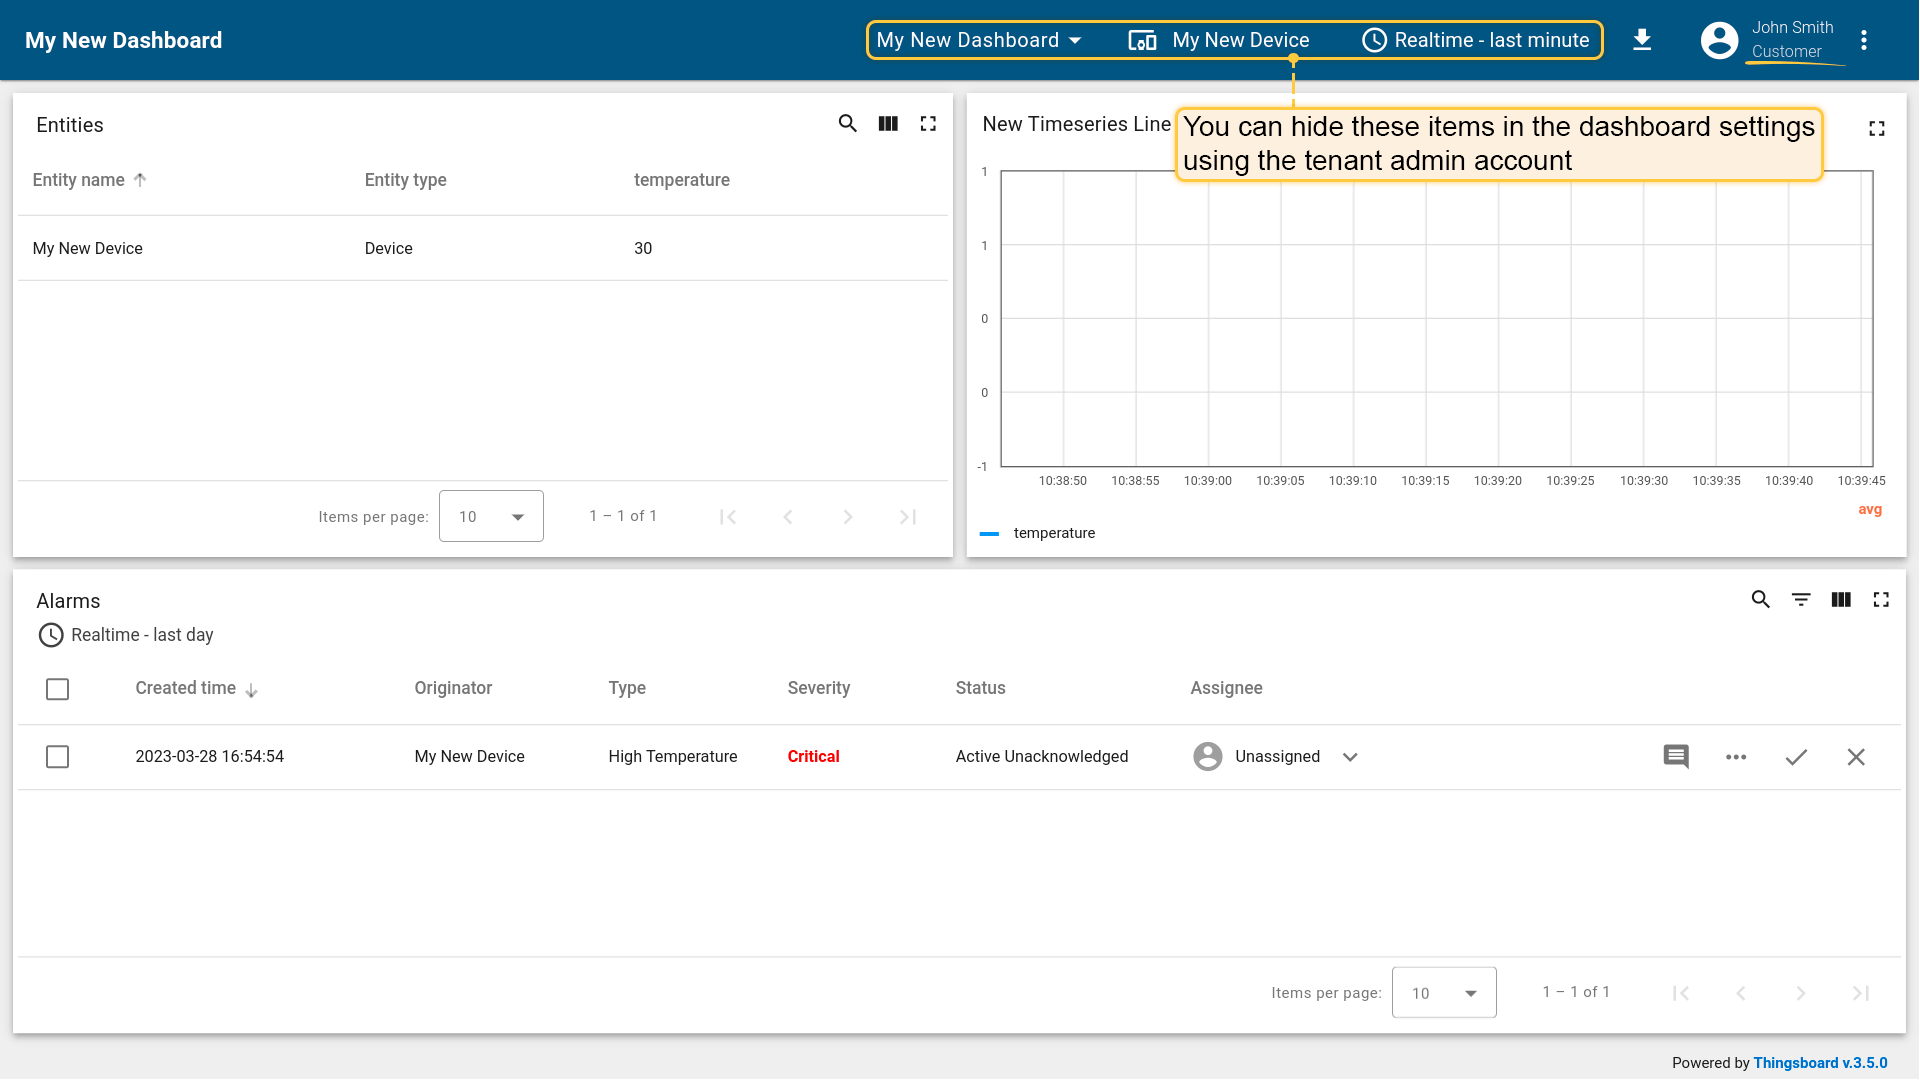 My New Dashboard
My New Dashboard My New Device Realtime - last minute
John Smith
Customer
Entities
Entity name Entity type temperature
My New Device Device 30
Items per page: 10 1 – 1 of 1
New Timeseries Line
You can hide these items in the dashboard settings
using the tenant admin account
1
1
0
0
-1
10:38:50 10:38:55 10:39:00 10:39:05 10:39:10 10:39:15 10:39:20 10:39:25 10:39:30 10:39:35 10:39:40 10:39:45
avg
temperature
Alarms
Realtime - last day
Created time Originator Type Severity Status Assignee
2023-03-28 16:54:54 My New Device High Temperature Critical Active Unacknowledged Unassigned
Items per page: 10 1 – 1 of 1
Powered by Thingsboard v.3.5.0